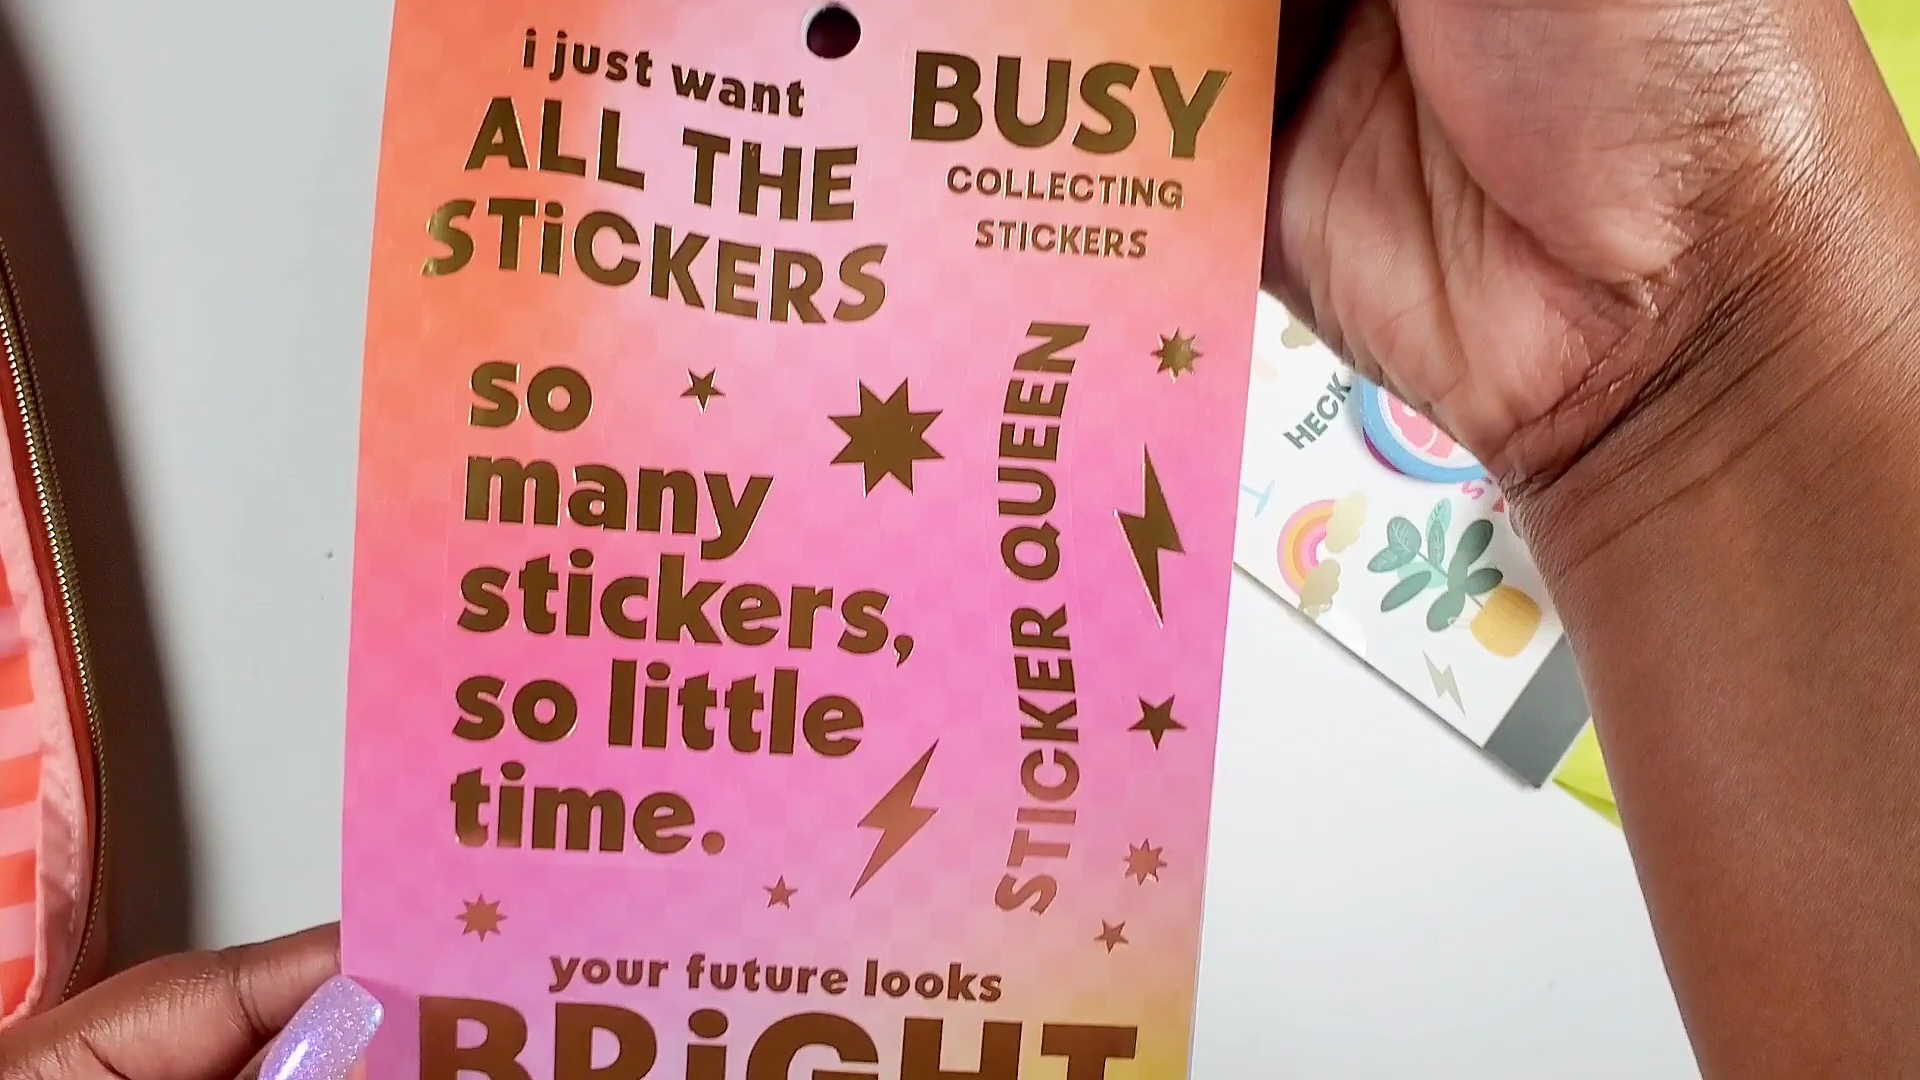 i just want
ALL THE
STiCKERS
BUSY
COLLECTING
STICKERS
so
many
stickers,
so little
time.
STICKER QUEEN
your future looks
BRiGHT
HECK